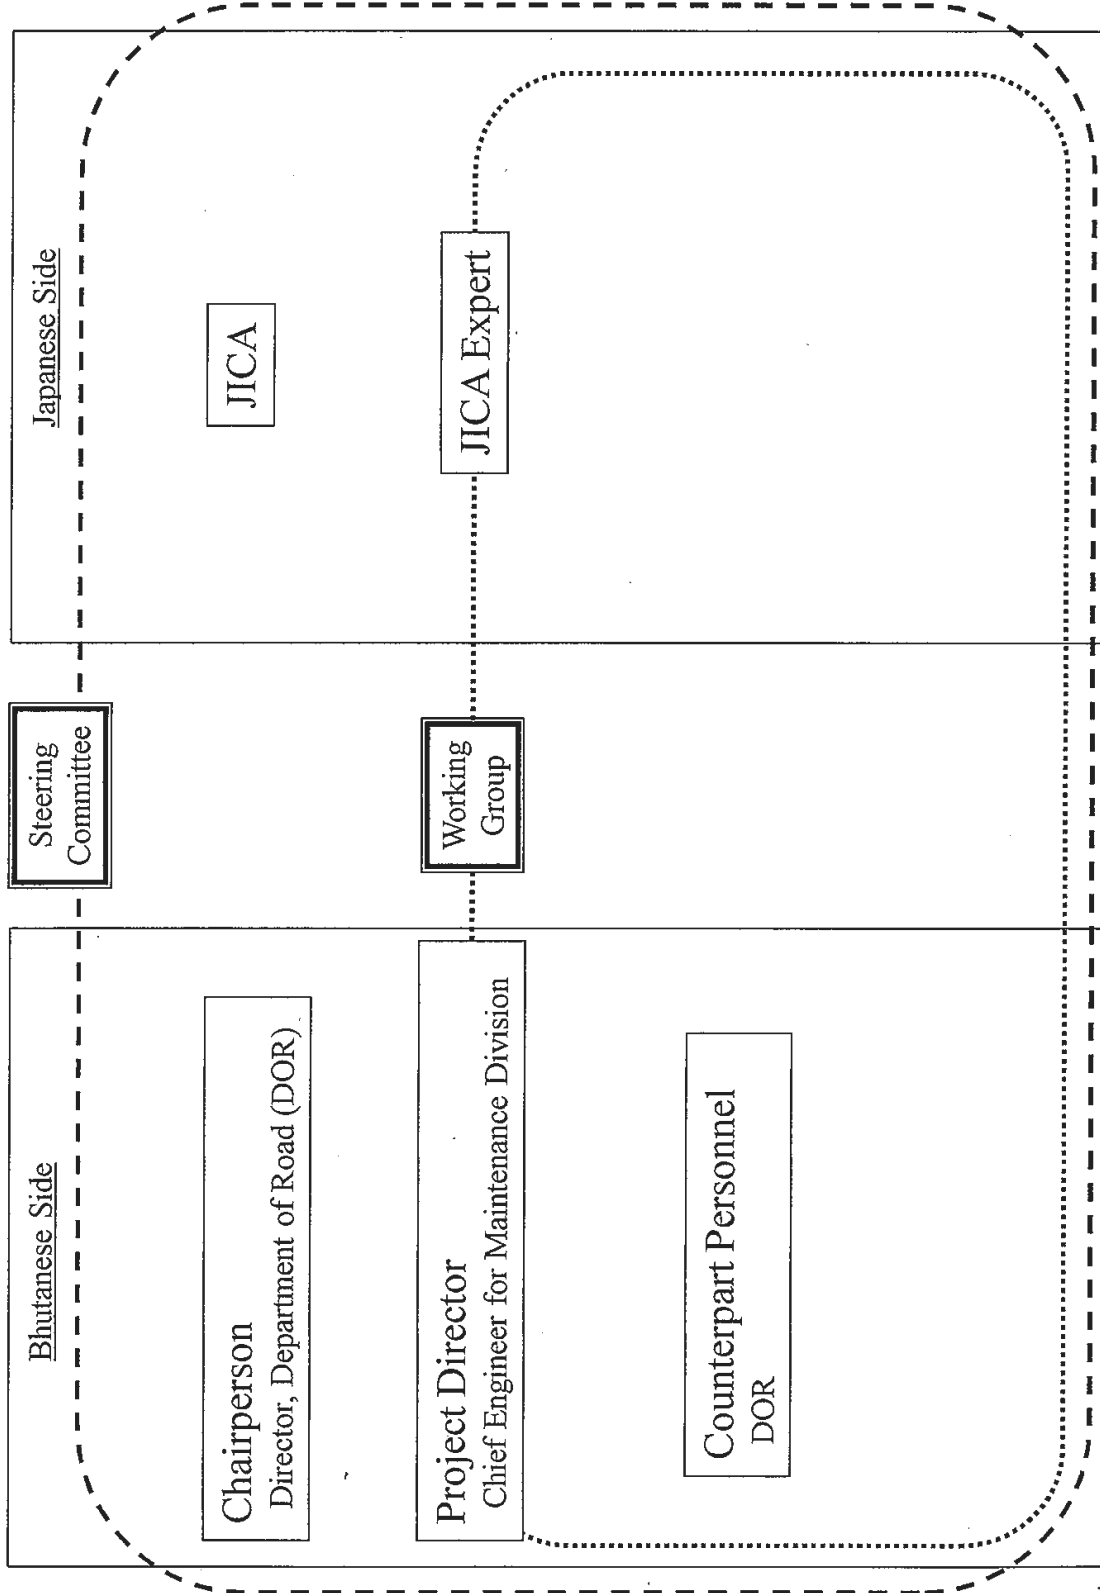 Steering
Committee
Bhutanese Side
Japanese Side
Chairperson
Director, Department of Road (DOR)
JICA
Working
Group
Project Director
Chief Engineer for Maintenance Division
JICA Expert
Counterpart Personnel
DOR